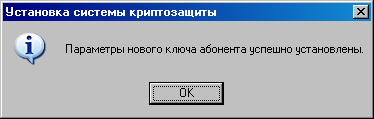 Установка системы криптозащиты
Параметры нового ключа абонента успешно установлены.
OK